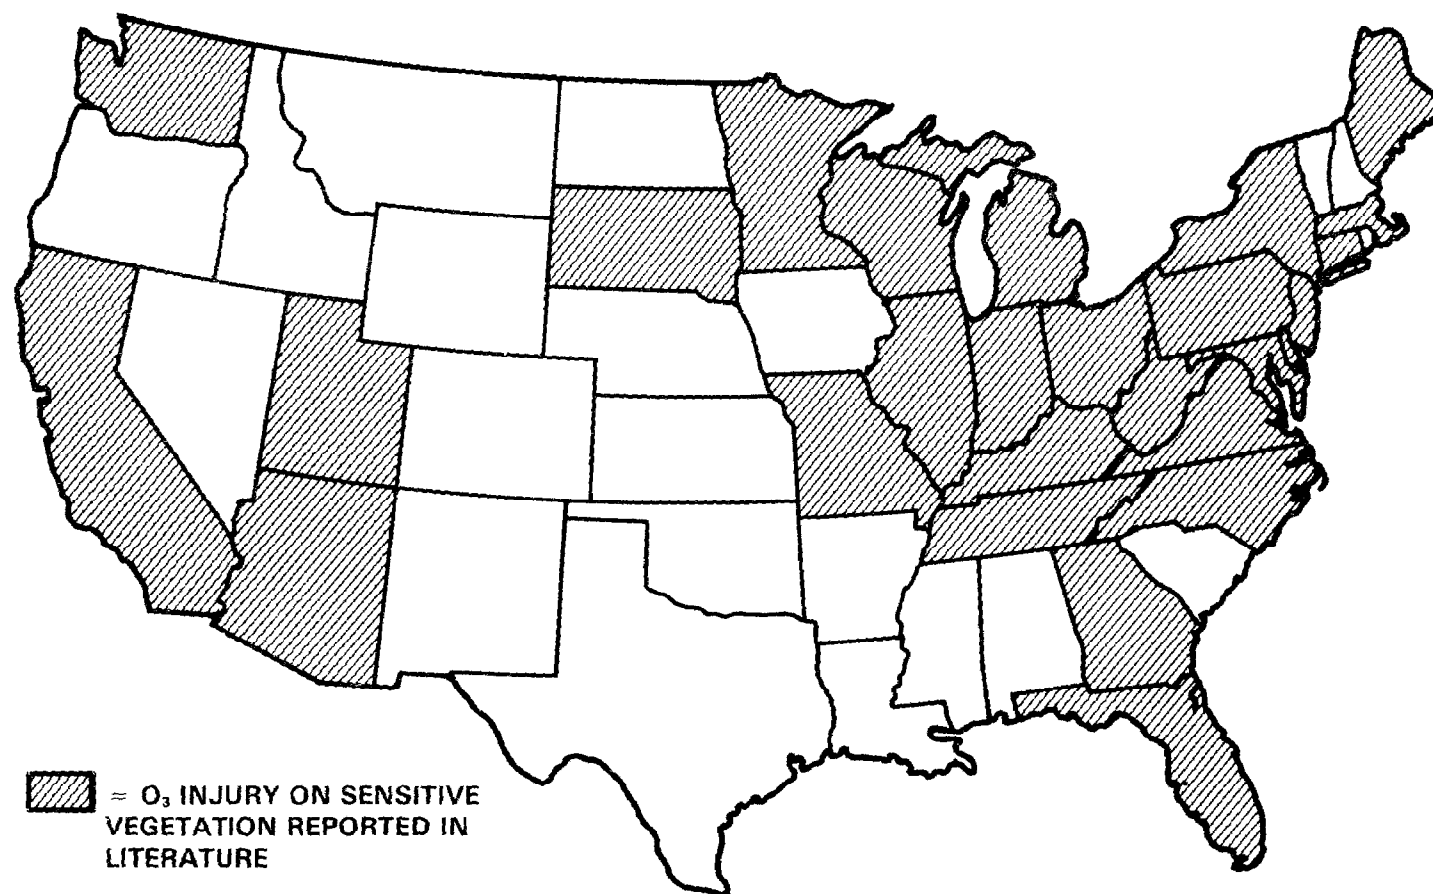 = O₃ INJURY ON SENSITIVE
VEGETATION REPORTED IN
LITERATURE